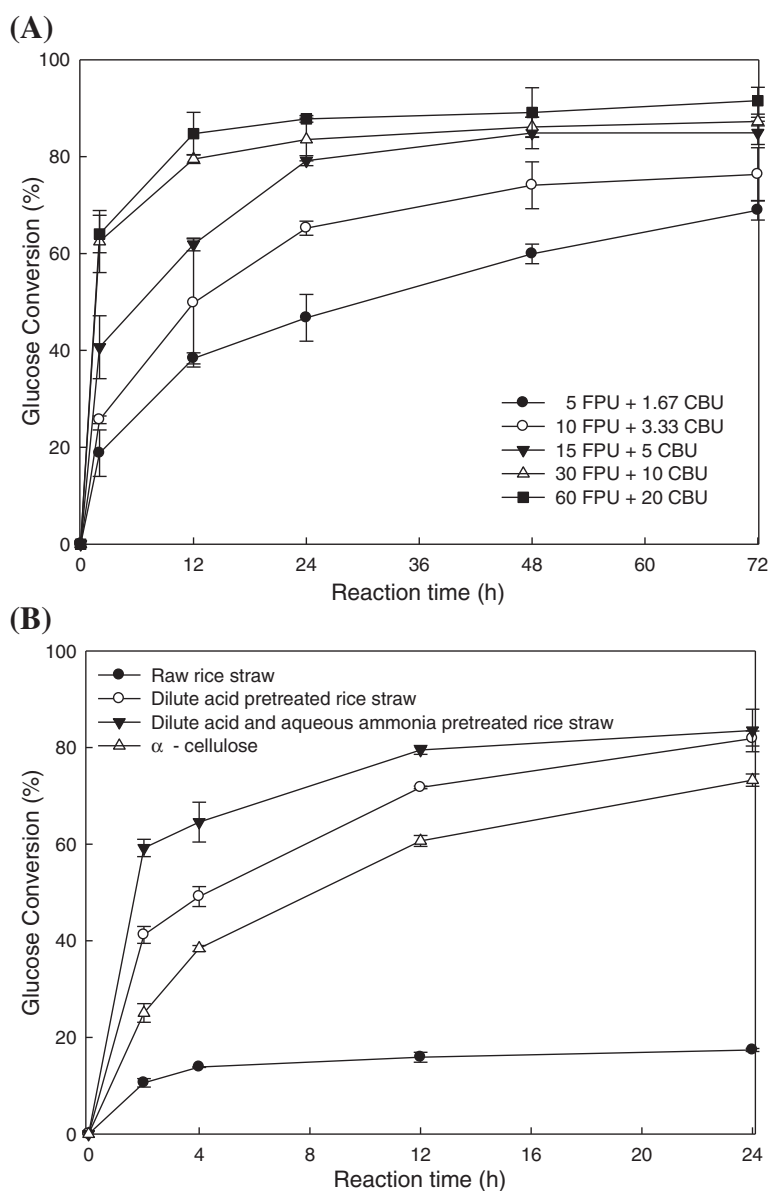 (A)
100
80
60
40
20
0
Glucose Conversion (%)
5 FPU + 1.67 CBU
10 FPU + 3.33 CBU
15 FPU + 5 CBU
30 FPU + 10 CBU
60 FPU + 20 CBU
0 12 24 36 48 60 72
Reaction time (h)
(B)
100
80
60
40
20
0
Glucose Conversion (%)
Raw rice straw
Dilute acid pretreated rice straw
Dilute acid and aqueous ammonia pretreated rice straw
α - cellulose
0 4 8 12 16 20 24
Reaction time (h)